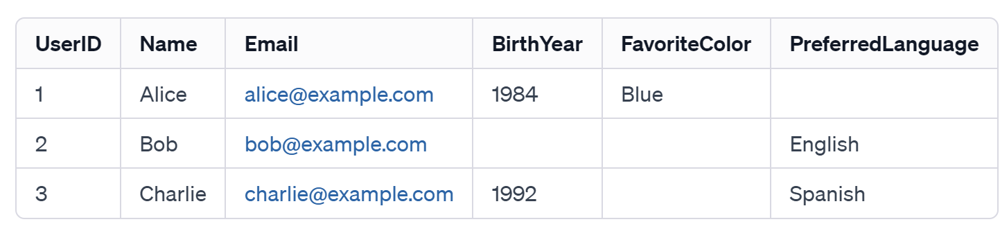 UserID Name Email BirthYear FavoriteColor PreferredLanguage
1 Alice alice@example.com 1984 Blue
2 Bob bob@example.com English
3 Charlie charlie@example.com 1992 Spanish